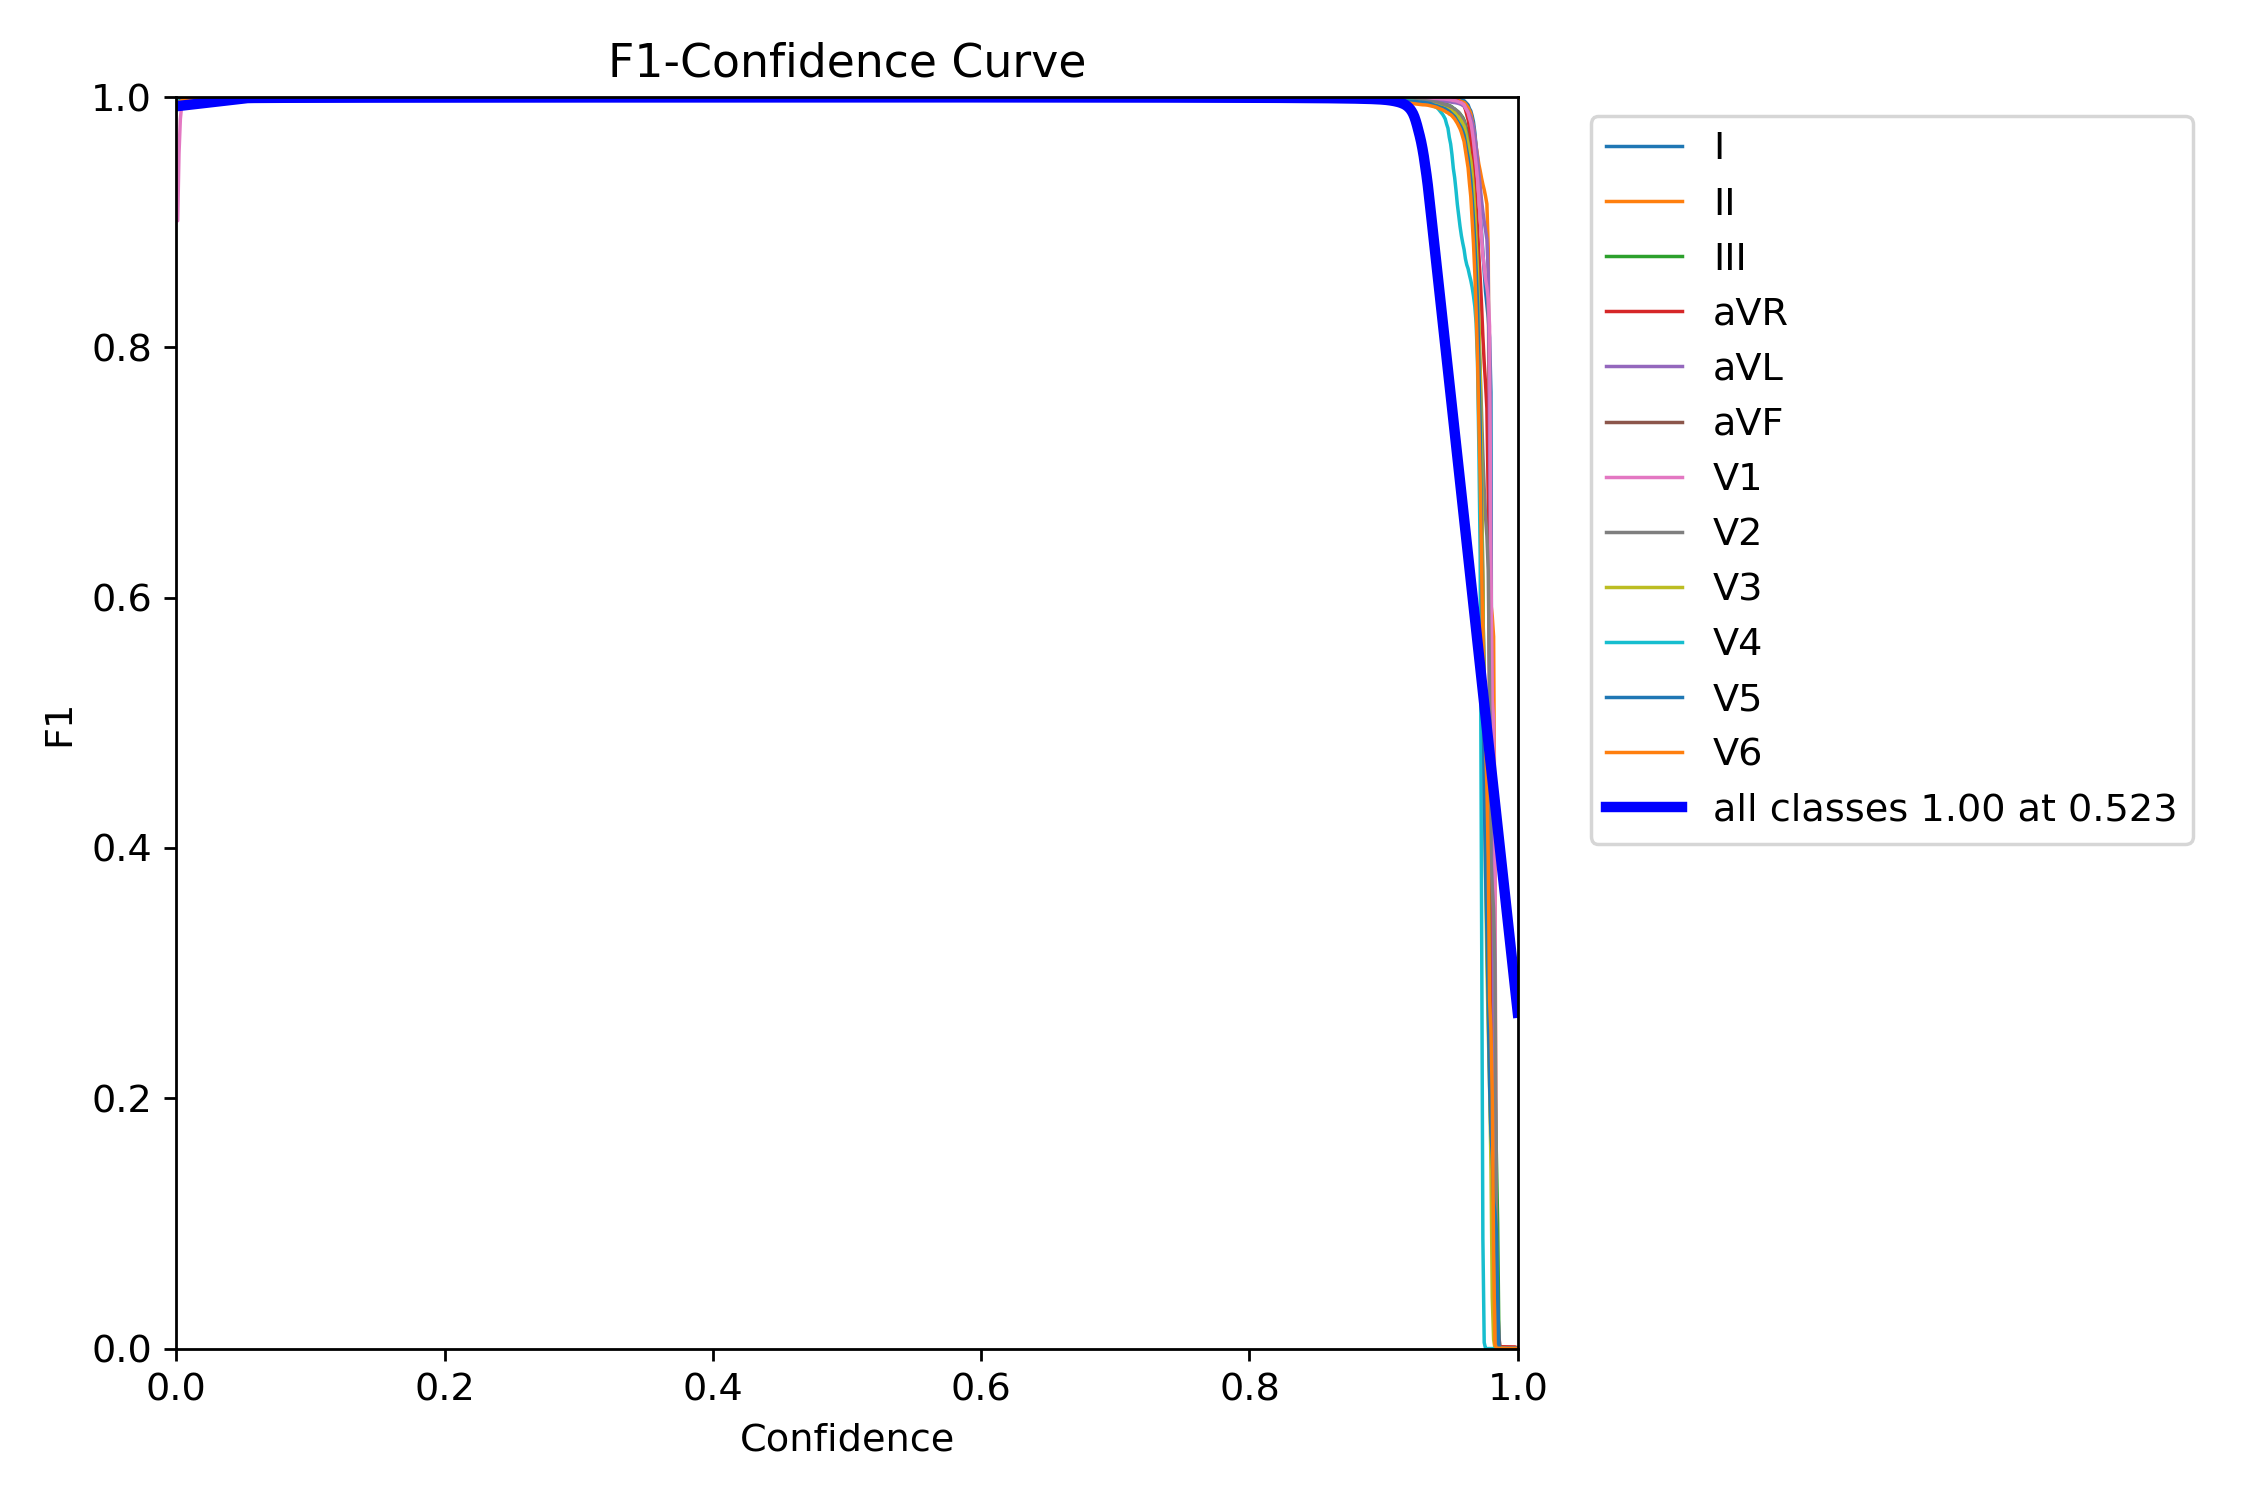 F1-Confidence Curve
1.0
0.8
0.6
0.4
0.2
0.0
F1
0.0 0.2 0.4 0.6 0.8 1.0
Confidence
I
II
III
aVR
aVL
aVF
V1
V2
V3
V4
V5
V6
all classes 1.00 at 0.523